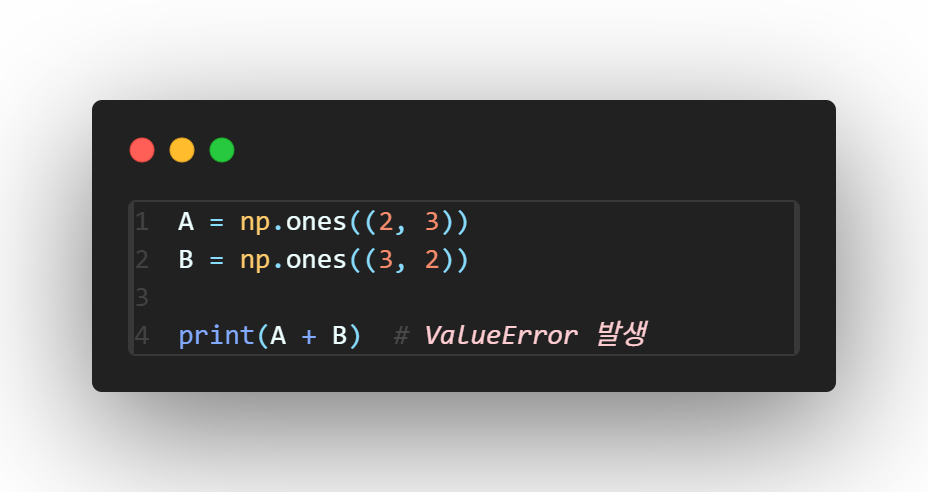 1 A = np.ones((2, 3))
2 B = np.ones((3, 2))
3
4 print(A + B)  # ValueError 발생